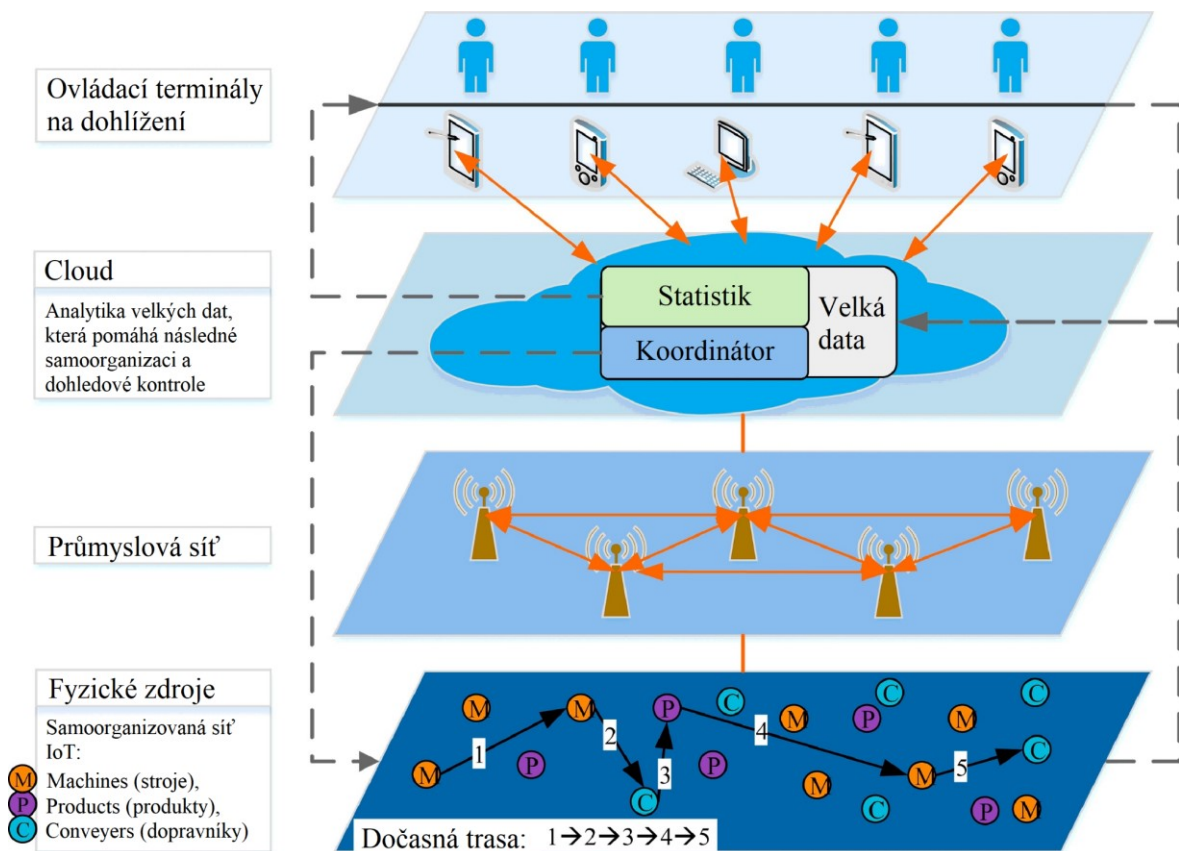 Ovládací terminály
na dohlížení
Cloud
Analytika velkých dat,
která pomáhá následné
samoorganizaci a
dohledové kontrole
Statistik
Koordinátor
Velká
data
Průmyslová síť
Fyzické zdroje
Samoorganizovaná síť
IoT:
M Machines (stroje),
P Products (produkty),
C Conveyers (dopravníky)
M M P C M C P M C
1 2 3 4 5
M P C P M M C
C P M
Dočasná trasa: 1→2→3→4→5